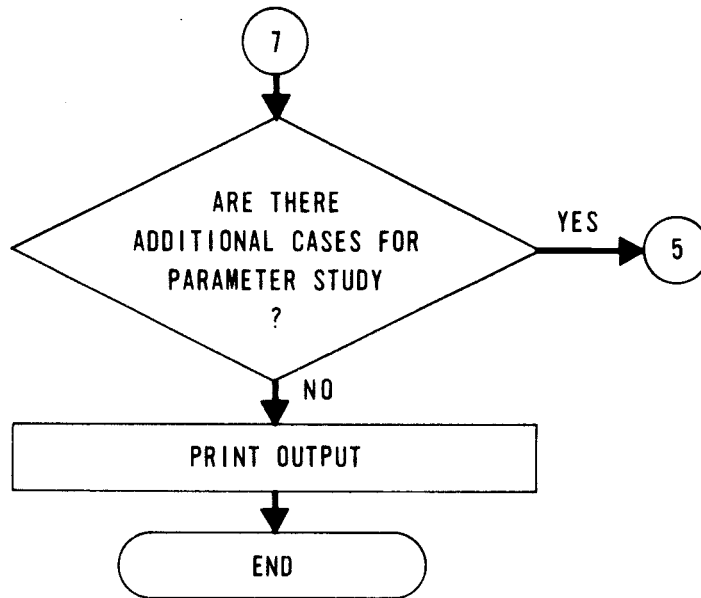 7
ARE THERE
ADDITIONAL CASES FOR
PARAMETER STUDY
?
YES
5
NO
PRINT OUTPUT
END